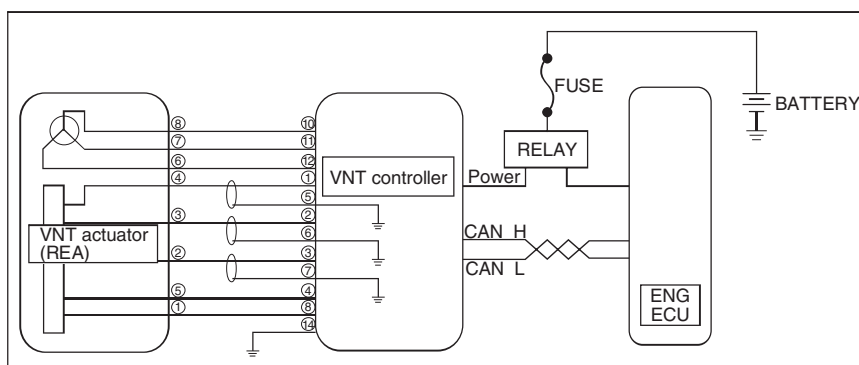 FUSE
BATTERY
RELAY
⑧ ⑩
⑦ ⑪
⑥ ⑫
④ ①
VNT controller
Power
⑤
③ ②
VNT actuator
(REA)
⑥
CAN H
② ③
⑦
CAN L
⑤ ④
① ⑧
⑭
ENG
ECU